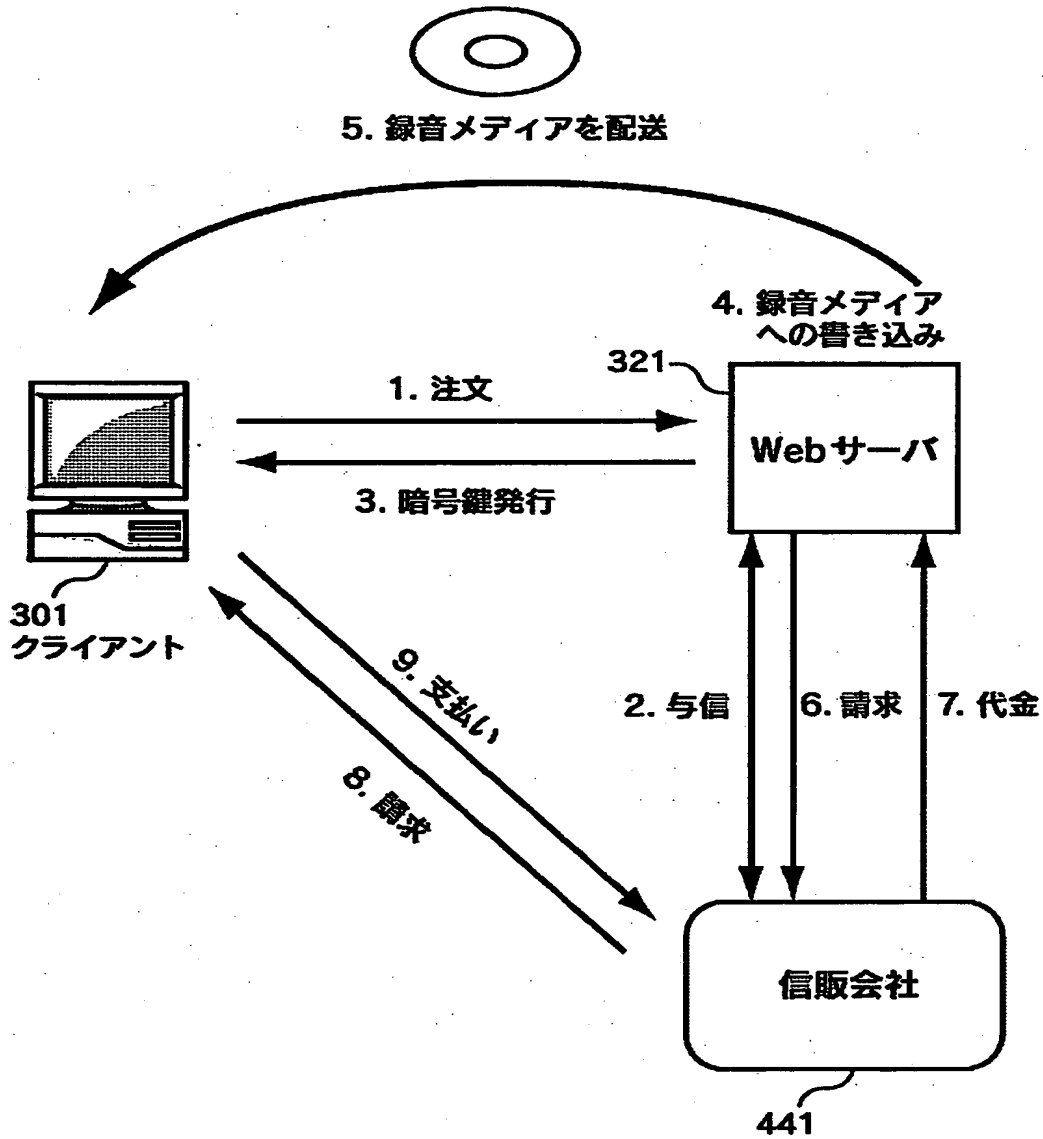 5. 録音メディアを配送
4. 録音メディア
への書き込み
321
1. 注文
Webサーバ
3. 暗号鍵発行
301
クライアント
9. 支払い
8. 請求
2. 与信
6. 請求
7. 代金
信販会社
441